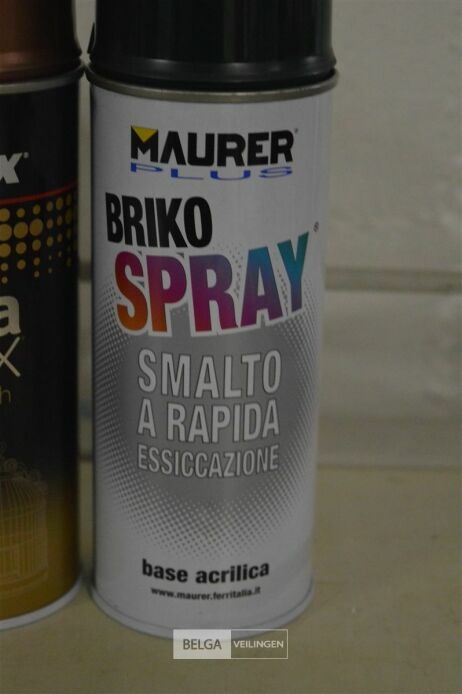 MAURER®
PLUS
BRIKO
SPRAY®
SMALTO
A RAPIDA
ESSICCAZIONE
base acrilica
www.maurer.ferritalia.it
x®
a
x
h
BELGA VEILINGEN